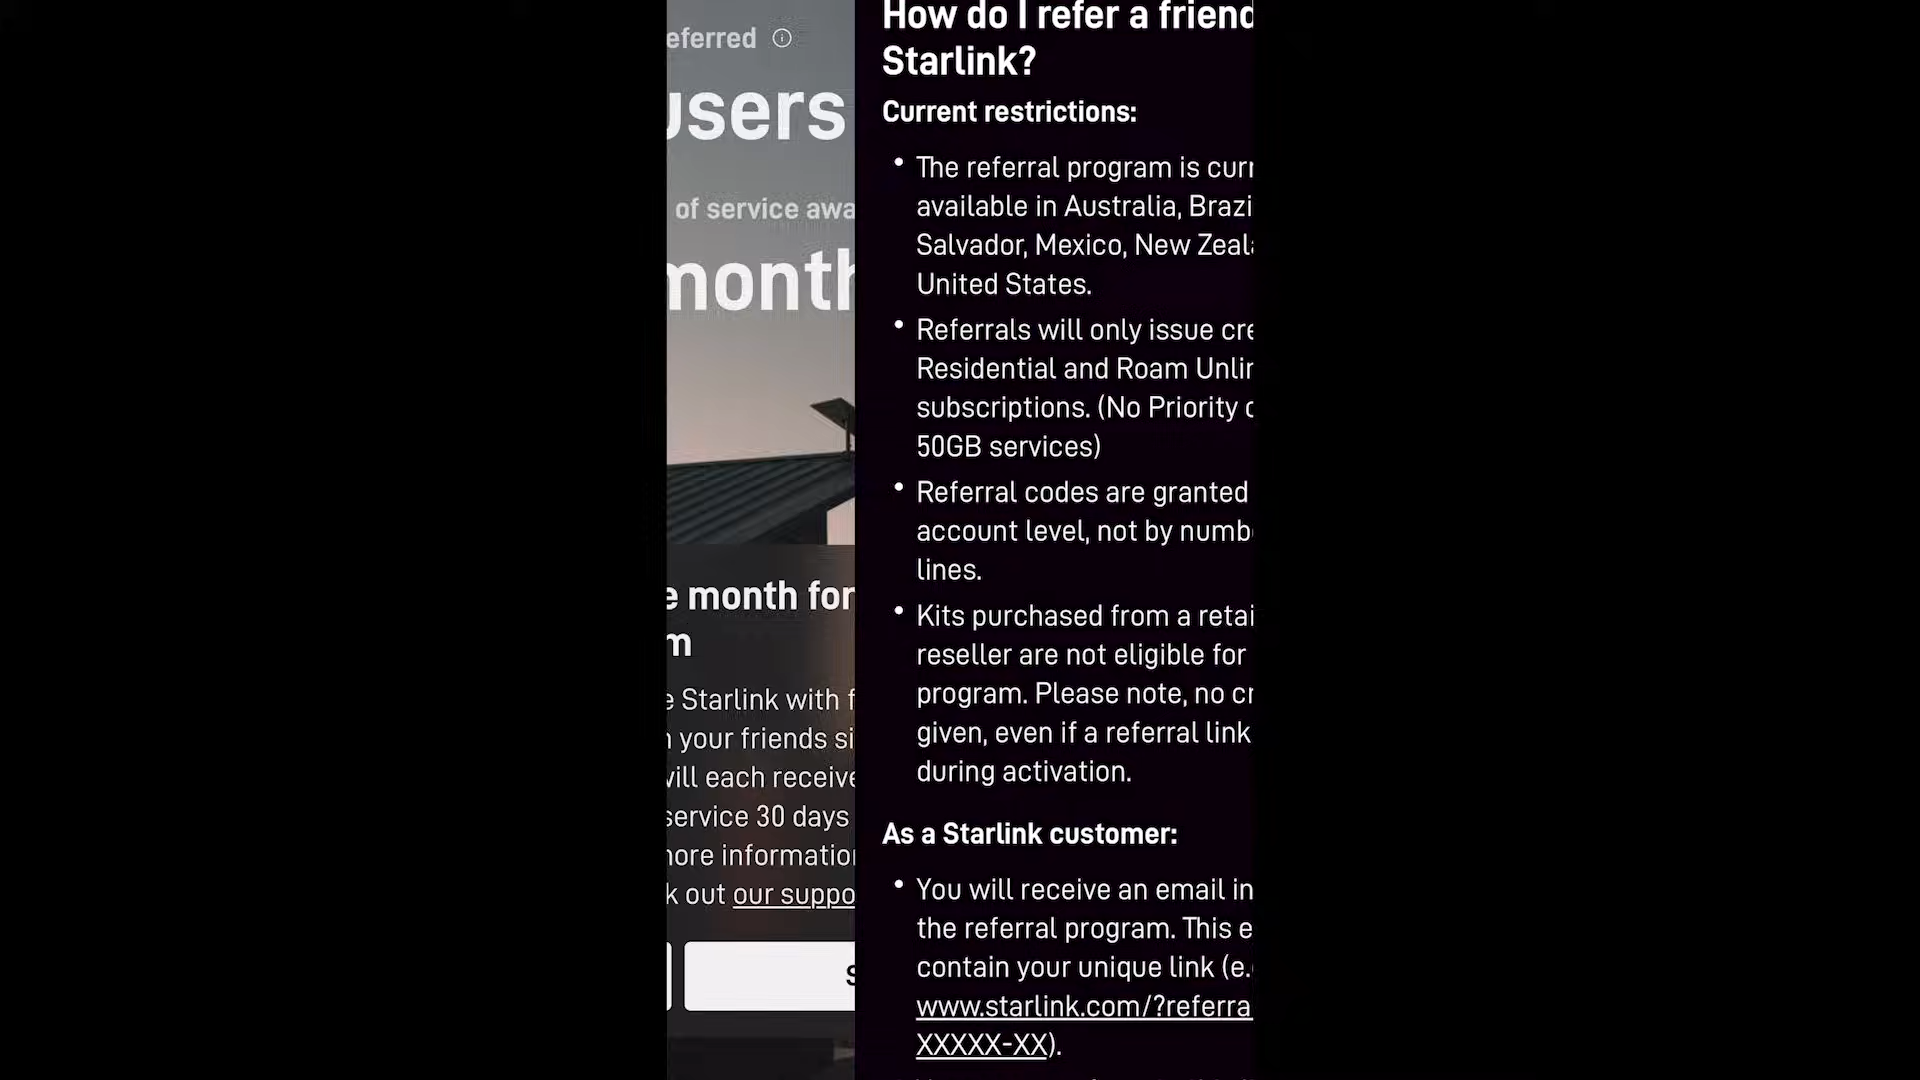 eferred
users
of service awa
month
e month for
m
e Starlink with f
your friends si
will each receive
service 30 days
more information
k out our suppo
How do I refer a friend
Starlink?
Current restrictions:
• The referral program is curr
available in Australia, Brazi
Salvador, Mexico, New Zeala
United States.
• Referrals will only issue cre
Residential and Roam Unlim
subscriptions. (No Priority o
50GB services)
• Referral codes are granted
account level, not by numbe
lines.
• Kits purchased from a retai
reseller are not eligible for
program. Please note, no cr
given, even if a referral link
during activation.
As a Starlink customer:
• You will receive an email in
the referral program. This e
contain your unique link (e.g
www.starlink.com/?referra
XXXXX-XX).